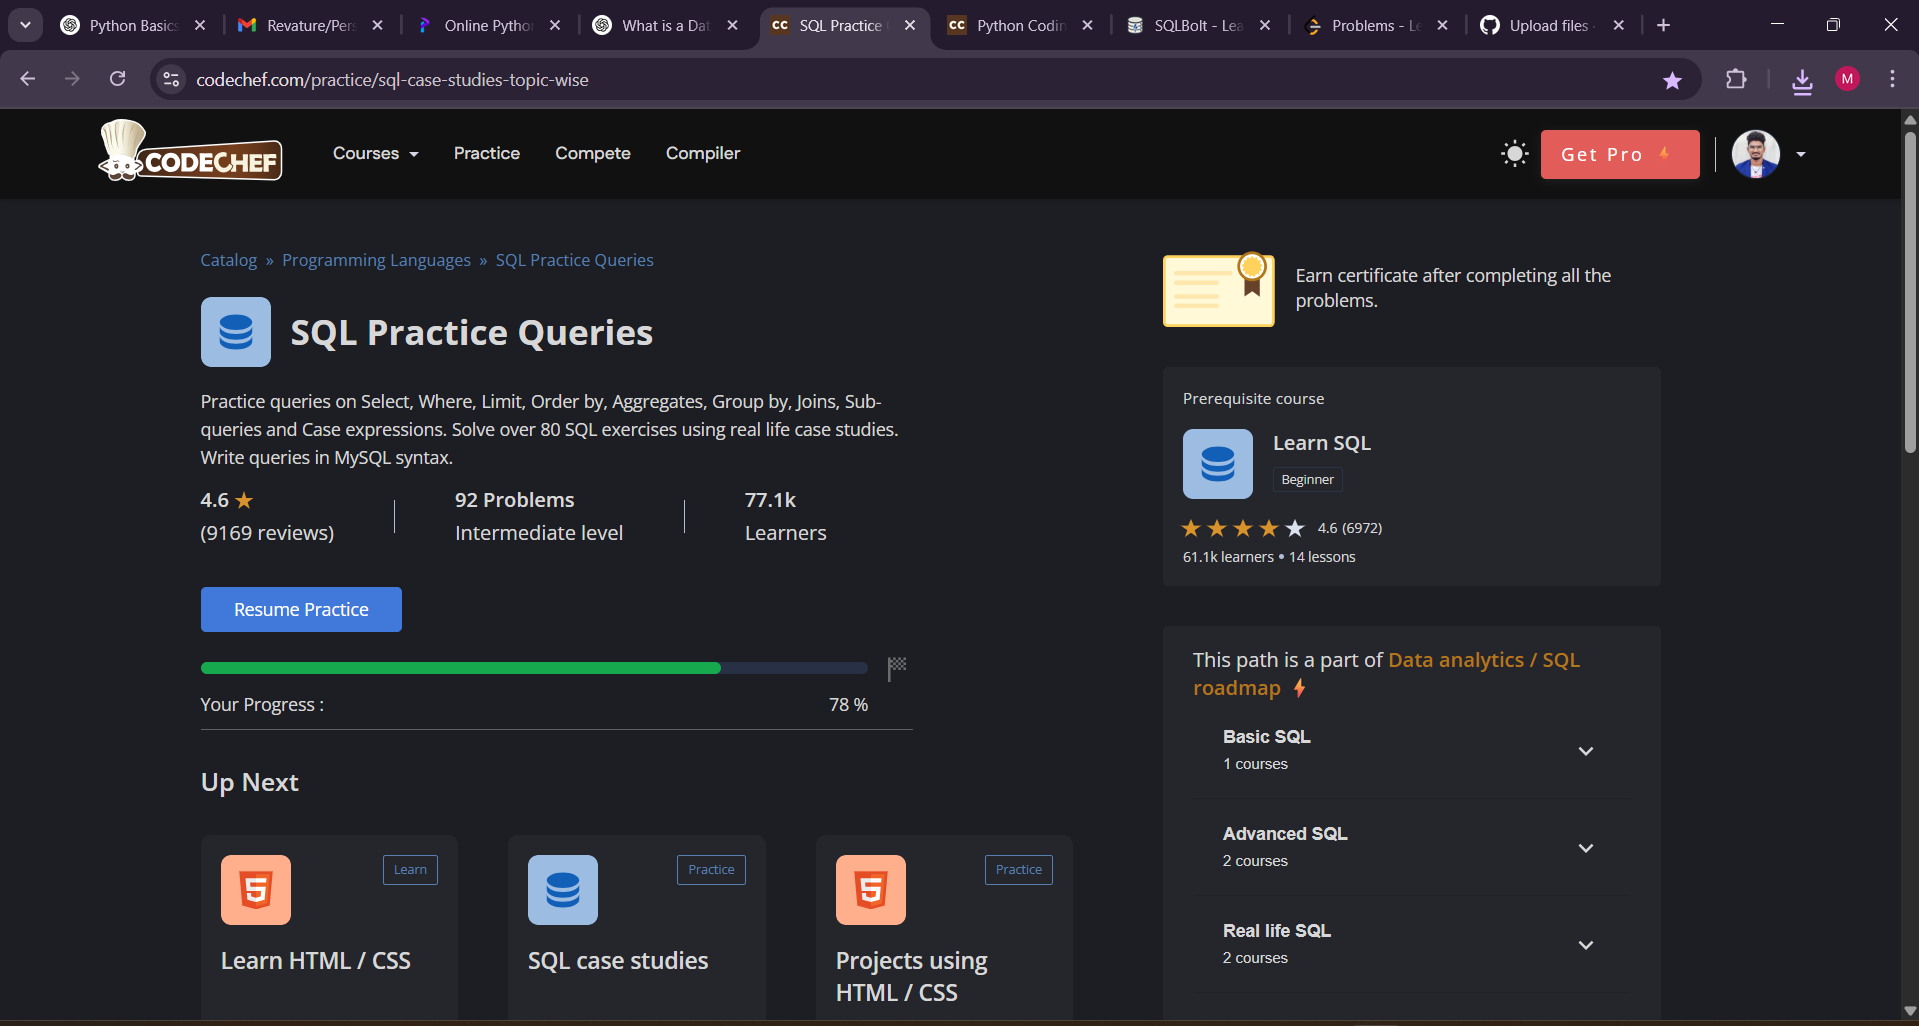 Python Basics
Revature/Per
Online Pytho
What is a Dat
SQL Practice
Python Codin
SQLBolt - Lea
Problems - Le
Upload files
codechef.com/practice/sql-case-studies-topic-wise
M
CODECHEF
Courses
Practice
Compete
Compiler
Get Pro
Catalog » Programming Languages » SQL Practice Queries
SQL Practice Queries
Practice queries on Select, Where, Limit, Order by, Aggregates, Group by, Joins, Sub-
queries and Case expressions. Solve over 80 SQL exercises using real life case studies.
Write queries in MySQL syntax.
4.6 ★
(9169 reviews)
92 Problems
Intermediate level
77.1k
Learners
Resume Practice
Your Progress :
78 %
Up Next
Learn
Learn HTML / CSS
Practice
SQL case studies
Practice
Projects using
HTML / CSS
Earn certificate after completing all the
problems.
Prerequisite course
Learn SQL
Beginner
4.6 (6972)
61.1k learners • 14 lessons
This path is a part of Data analytics / SQL
roadmap
Basic SQL
1 courses
Advanced SQL
2 courses
Real life SQL
2 courses